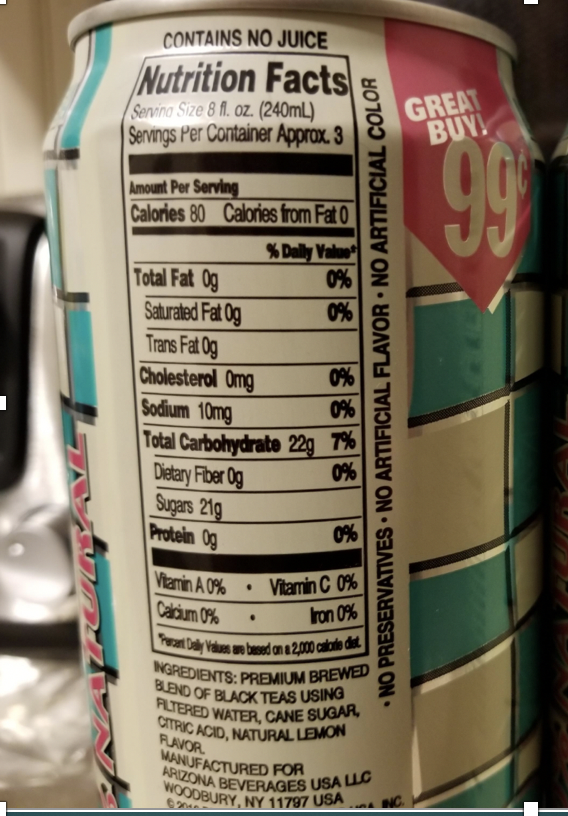 CONTAINS NO JUICE
Nutrition Facts
Serving Size 8 fl. oz. (240mL)
Servings Per Container Approx. 3
Amount Per Serving
Calories 80 Calories from Fat 0
% Daily Value*
Total Fat 0g 0%
Saturated Fat 0g 0%
Trans Fat 0g
Cholesterol 0mg 0%
Sodium 10mg 0%
Total Carbohydrate 22g 7%
Dietary Fiber 0g 0%
Sugars 21g
Protein 0g 0%
Vitamin A 0% • Vitamin C 0%
Calcium 0% • Iron 0%
*Percent Daily Values are based on a 2,000 calorie diet.
INGREDIENTS: PREMIUM BREWED
BLEND OF BLACK TEAS USING
FILTERED WATER, CANE SUGAR,
CITRIC ACID, NATURAL LEMON
FLAVOR.
MANUFACTURED FOR
ARIZONA BEVERAGES USA LLC
WOODBURY, NY 11797 USA
• NO PRESERVATIVES • NO ARTIFICIAL FLAVOR • NO ARTIFICIAL COLOR
GREAT
BUY!
99¢
NATURAL